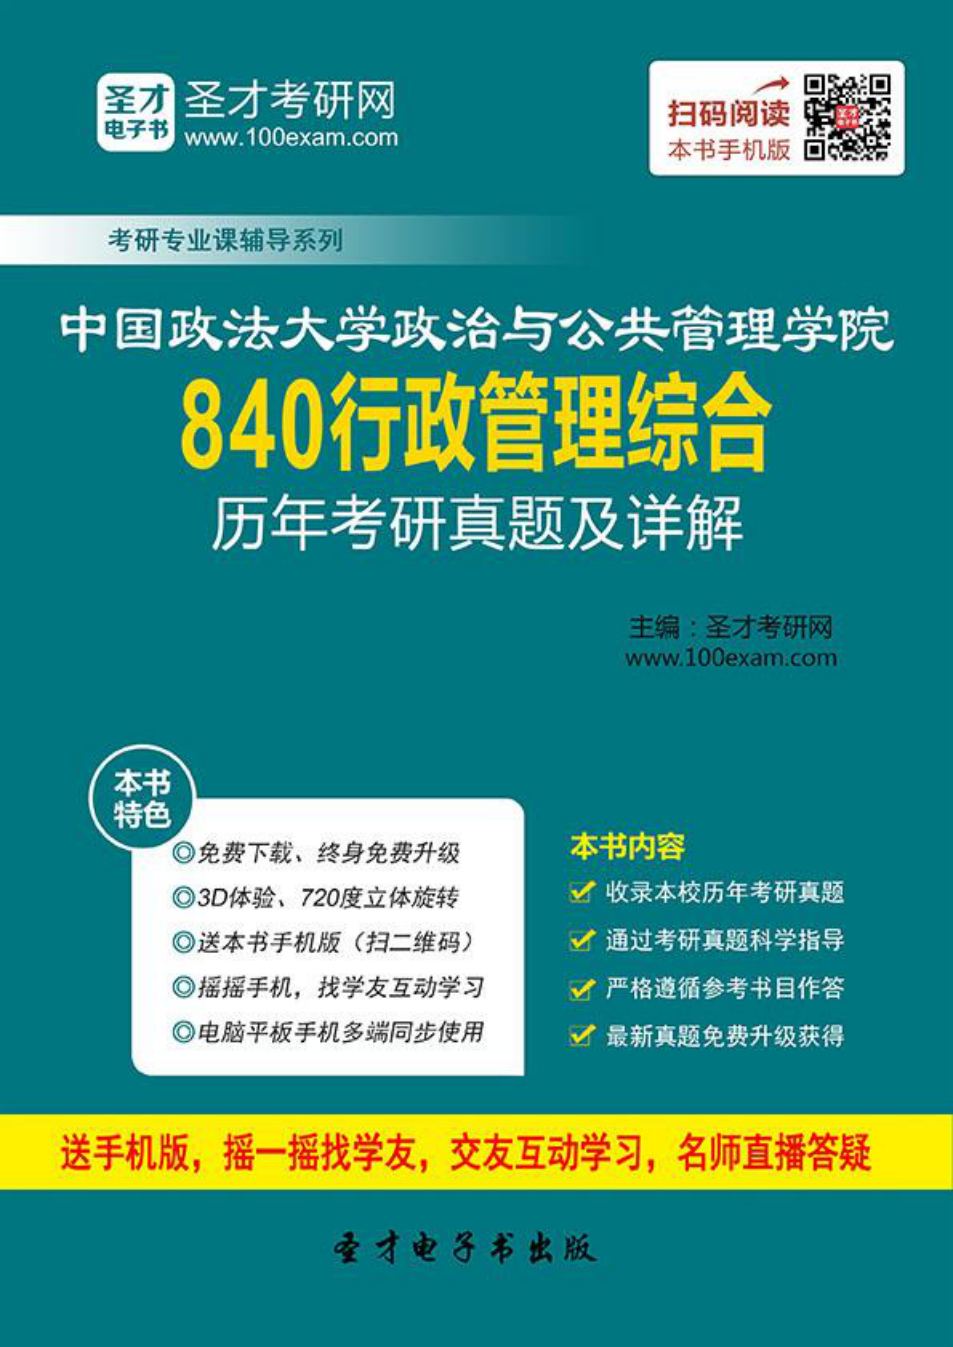 圣才
电子书
圣才考研网
www.100exam.com
扫码阅读
本书手机版
圣才
电子书
考研专业课辅导系列
中国政法大学政治与公共管理学院
840行政管理综合
历年考研真题及详解
主编：圣才考研网
www.100exam.com
本书
特色
◎免费下载、终身免费升级
◎3D体验、720度立体旋转
◎送本书手机版（扫二维码）
◎摇摇手机，找学友互动学习
◎电脑平板手机多端同步使用
本书内容
收录本校历年考研真题
通过考研真题科学指导
严格遵循参考书目作答
最新真题免费升级获得
送手机版，摇一摇找学友，交友互动学习，名师直播答疑
圣才电子书出版